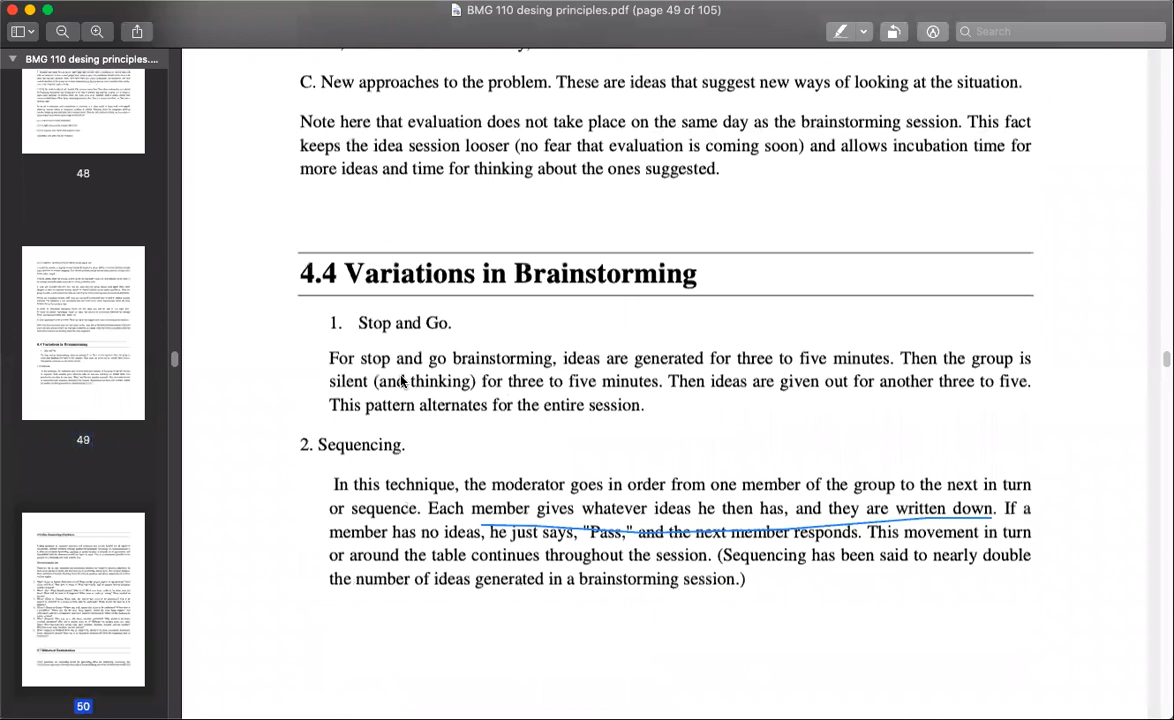 BMG 110 desing principles.pdf (page 49 of 105)
Search
BMG 110 desing principles....
48
49
50
C. New approaches to the problem. These are ideas that suggest new ways of looking at the situation.
Note here that evaluation does not take place on the same day as the brainstorming session. This fact
keeps the idea session looser (no fear that evaluation is coming soon) and allows incubation time for
more ideas and time for thinking about the ones suggested.
4.4 Variations in Brainstorming
1. Stop and Go.
For stop and go brainstorming, ideas are generated for three to five minutes. Then the group is
silent (and thinking) for three to five minutes. Then ideas are given out for another three to five.
This pattern alternates for the entire session.
2. Sequencing.
In this technique, the moderator goes in order from one member of the group to the next in turn
or sequence. Each member gives whatever ideas he then has, and they are written down. If a
member has no ideas, he just says, "Pass," and the next member responds. This movement in turn
or around the table continues throughout the session. (Sequencing has been said to nearly double
the number of ideas generated in a brainstorming session.)